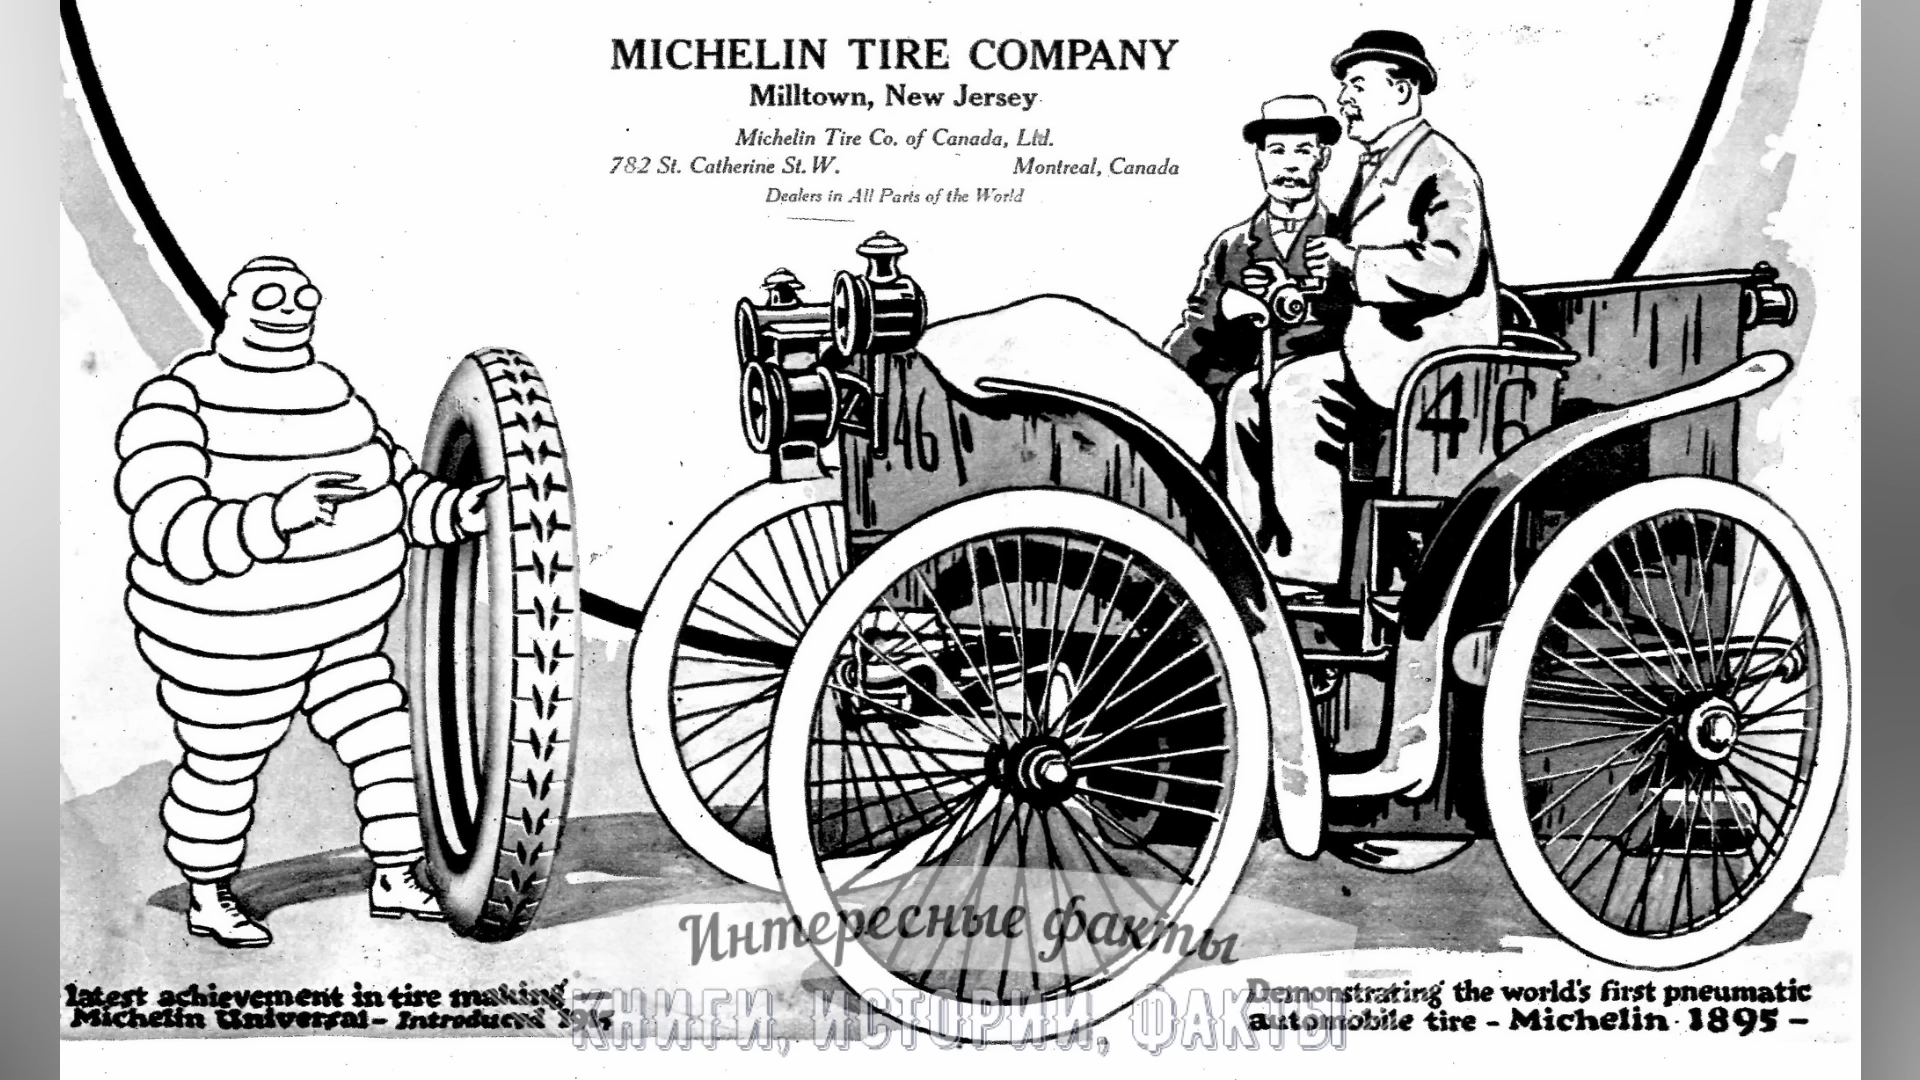 MICHELIN TIRE COMPANY
Milltown, New Jersey
Michelin Tire Co. of Canada, Ltd.
782 St. Catherine St. W. Montreal, Canada
Dealers in All Parts of the World
46
46
Интересные факты
latest achievement in tire making
Michelin Universal - Introduced
Demonstrating the world's first pneumatic
automobile tire - Michelin 1895 -
КНИГИ, ИСТОРИИ, ФАКТЫ